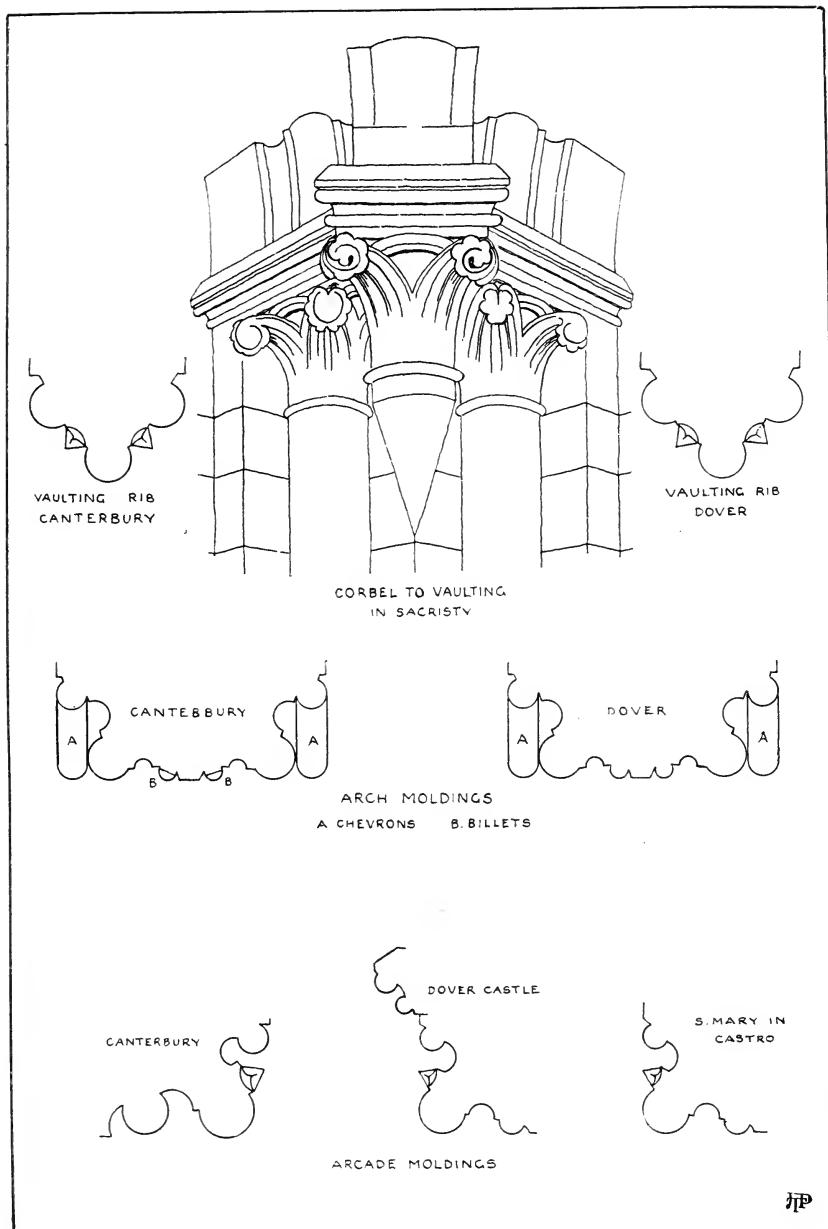 VAULTING RIB
CANTERBURY
VAULTING RIB
DOVER
CORBEL TO VAULTING
IN SACRISTY
CANTEBBURY
DOVER
A
A
A
A
B
B
ARCH MOLDINGS
A CHEVRONS B. BILLETS
DOVER CASTLE
CANTERBURY
S. MARY IN
CASTRO
ARCADE MOLDINGS